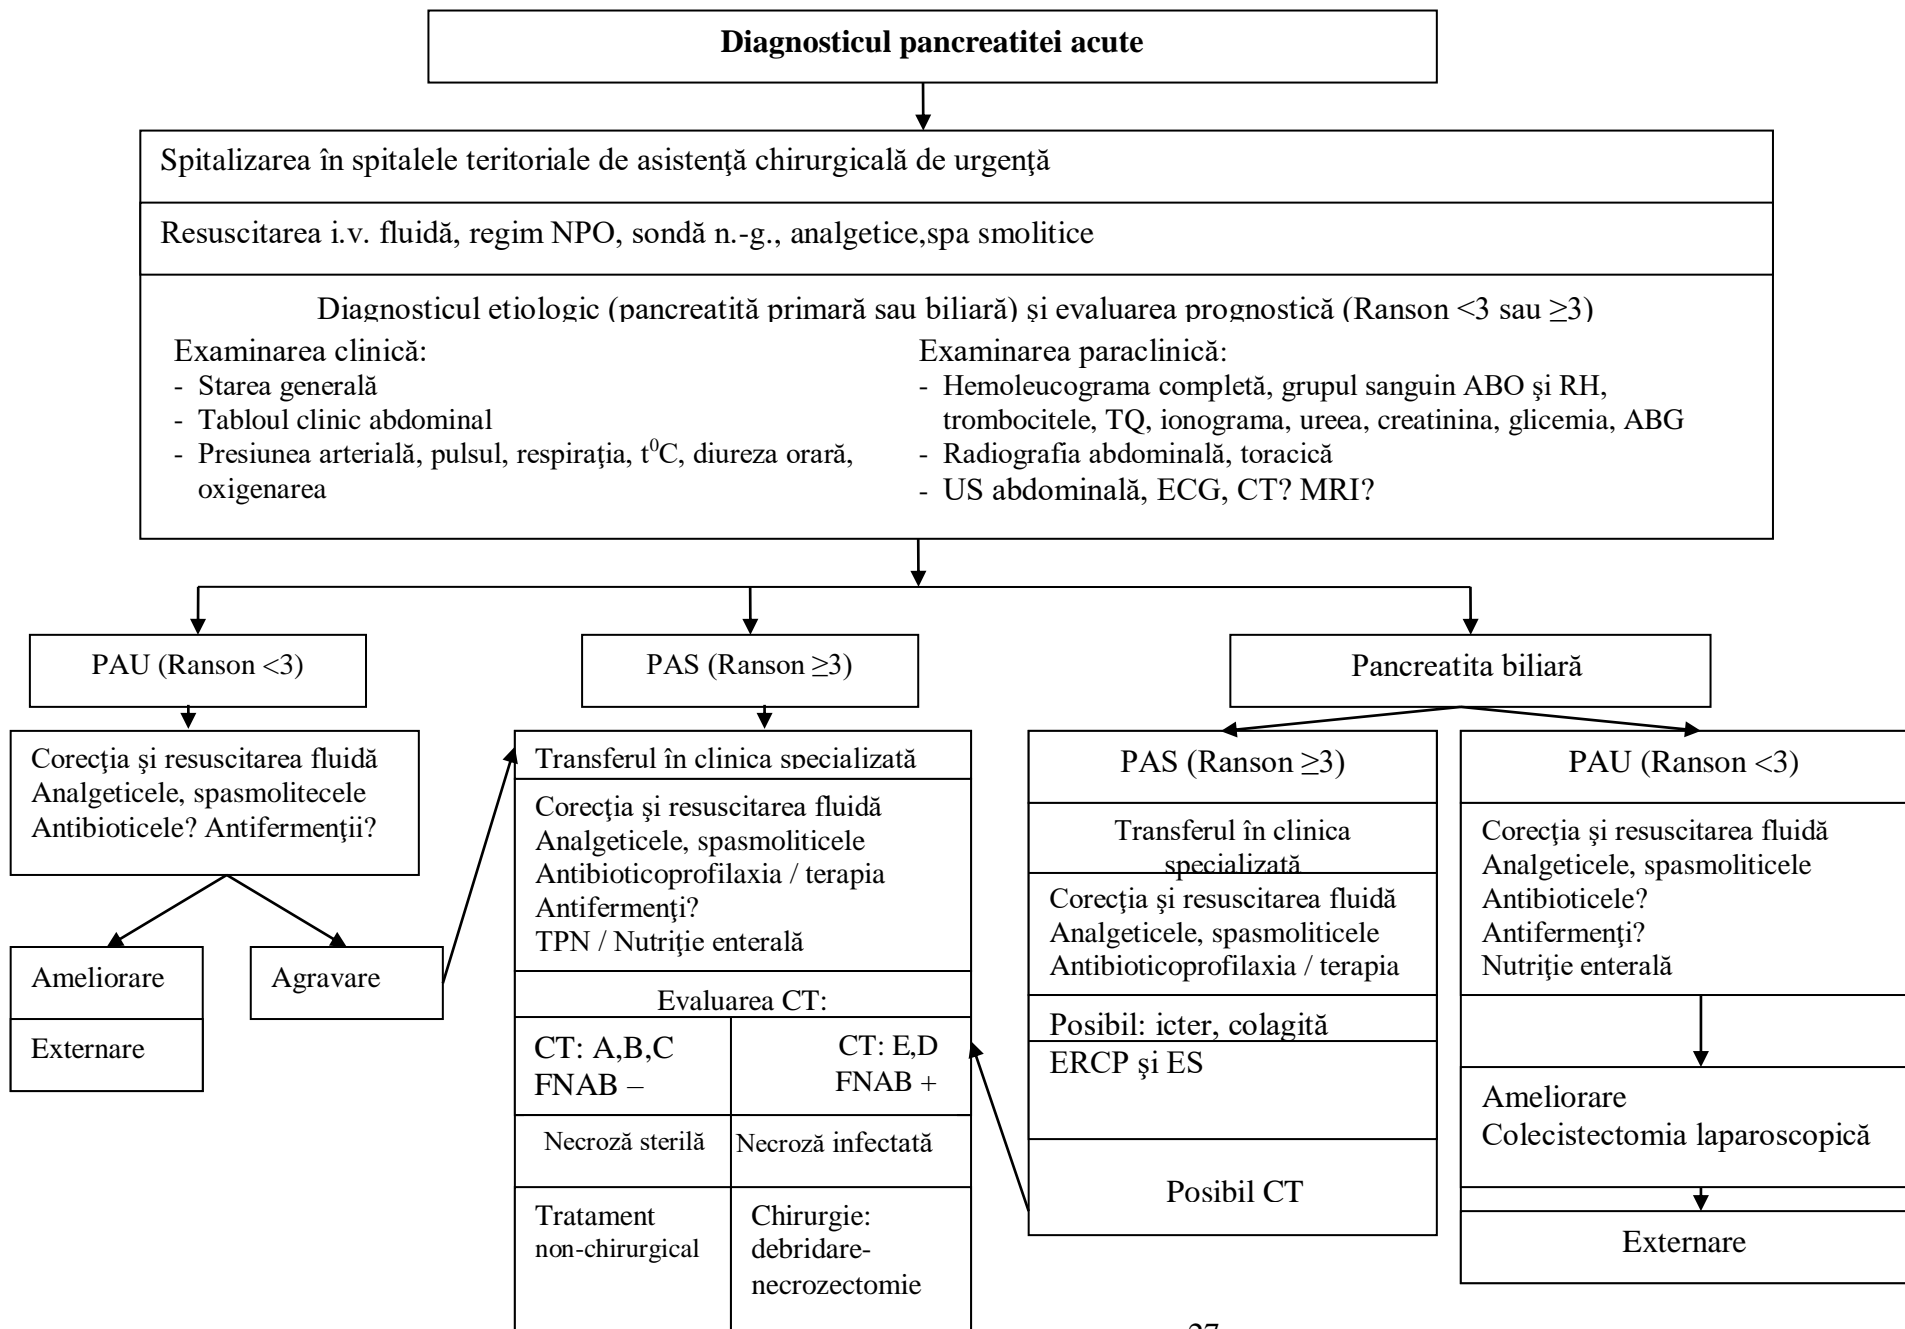 Diagnosticul pancreatitei acute
Spitalizarea în spitalele teritoriale de asistenţă chirurgicală de urgenţă
Resuscitarea i.v. fluidă, regim NPO, sondă n.-g., analgetice,spa smolitice
Diagnosticul etiologic (pancreatită primară sau biliară) şi evaluarea prognostică (Ranson <3 sau ≥3)
Examinarea clinică:
- Starea generală
- Tabloul clinic abdominal
- Presiunea arterială, pulsul, respiraţia, t⁰C, diureza orară,
oxigenarea
Examinarea paraclinică:
- Hemoleucograma completă, grupul sanguin ABO şi RH,
trombocitele, TQ, ionograma, ureea, creatinina, glicemia, ABG
- Radiografia abdominală, toracică
- US abdominală, ECG, CT? MRI?
PAU (Ranson <3)
PAS (Ranson ≥3)
Pancreatita biliară
Corecţia şi resuscitarea fluidă
Analgeticele, spasmolitecele
Antibioticele? Antifermenţii?
Ameliorare
Externare
Agravare
Transferul în clinica specializată
Corecţia şi resuscitarea fluidă
Analgeticele, spasmoliticele
Antibioticoprofilaxia / terapia
Antifermenţi?
TPN / Nutriţie enterală
Evaluarea CT:
CT: A,B,C
FNAB –
CT: E,D
FNAB +
Necroză sterilă
Necroză infectată
Tratament
non-chirurgical
Chirurgie:
debridare-
necrozectomie
PAS (Ranson ≥3)
Transferul în clinica
specializată
Corecţia şi resuscitarea fluidă
Analgeticele, spasmoliticele
Antibioticoprofilaxia / terapia
Posibil: icter, colagită
ERCP şi ES
Posibil CT
PAU (Ranson <3)
Corecţia şi resuscitarea fluidă
Analgeticele, spasmoliticele
Antibioticele?
Antifermenţi?
Nutriţie enterală
Ameliorare
Colecistectomia laparoscopică
Externare
27